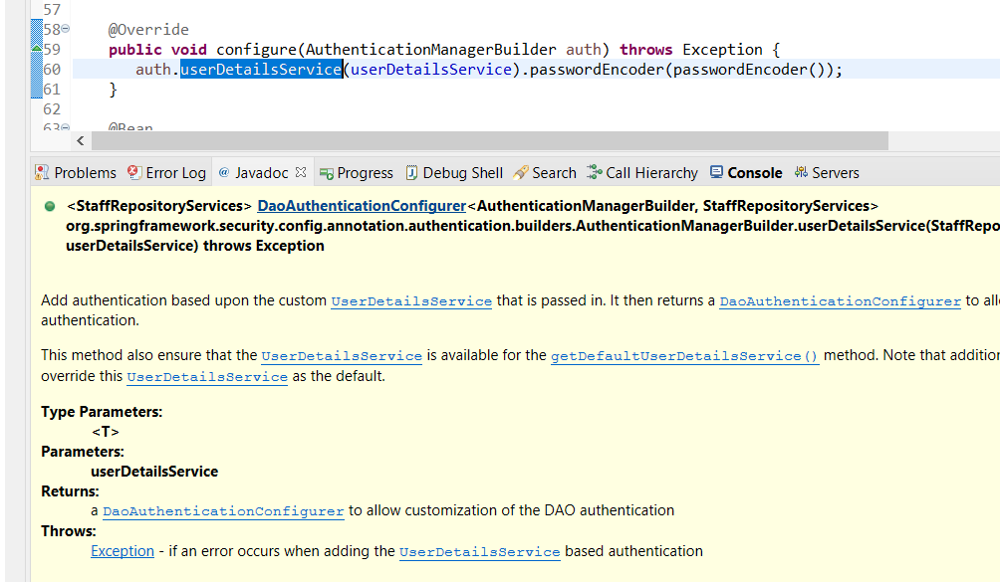 57
58 @Override
59 public void configure(AuthenticationManagerBuilder auth) throws Exception {
60 auth.userDetailsService(userDetailsService).passwordEncoder(passwordEncoder());
61 }
62
63 @Bean
Problems Error Log @ Javadoc Progress Debug Shell Search Call Hierarchy Console Servers
<StaffRepositoryServices> DaoAuthenticationConfigurer<AuthenticationManagerBuilder, StaffRepositoryServices>
org.springframework.security.config.annotation.authentication.builders.AuthenticationManagerBuilder.userDetailsService(StaffRepo
userDetailsService) throws Exception
Add authentication based upon the custom UserDetailsService that is passed in. It then returns a DaoAuthenticationConfigurer to all
authentication.
This method also ensure that the UserDetailsService is available for the getDefaultUserDetailsService() method. Note that addition
override this UserDetailsService as the default.
Type Parameters:
<T>
Parameters:
userDetailsService
Returns:
a DaoAuthenticationConfigurer to allow customization of the DAO authentication
Throws:
Exception - if an error occurs when adding the UserDetailsService based authentication